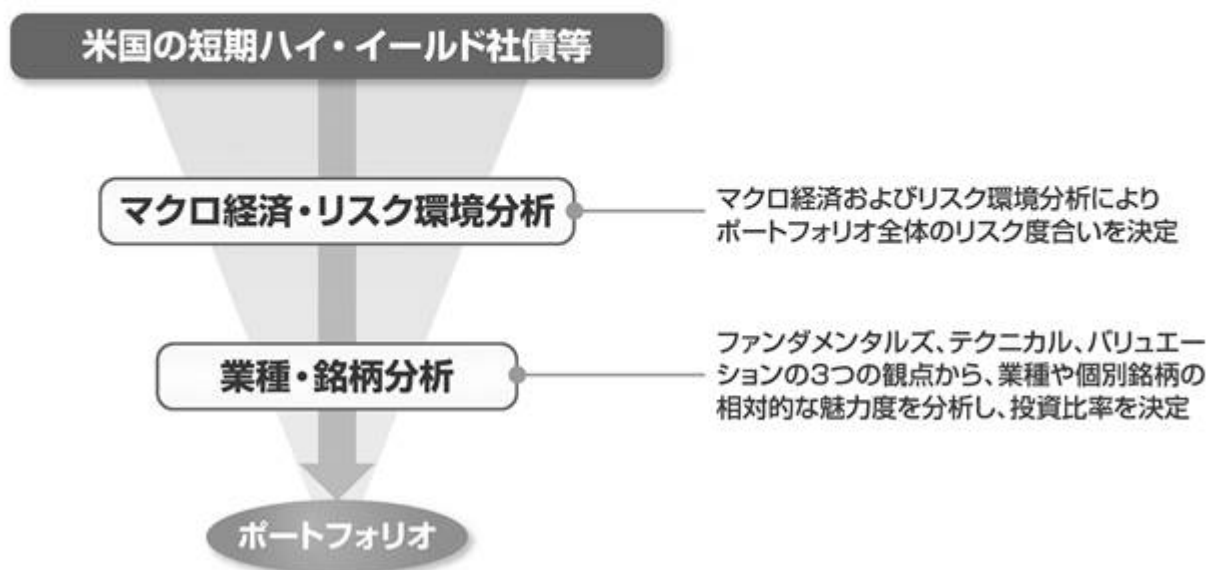 米国の短期ハイ・イールド社債等
マクロ経済・リスク環境分析
マクロ経済およびリスク環境分析により
ポートフォリオ全体のリスク度合いを決定
業種・銘柄分析
ファンダメンタルズ、テクニカル、バリュエー
ションの3つの観点から、業種や個別銘柄の
相対的な魅力度を分析し、投資比率を決定
ポートフォリオ